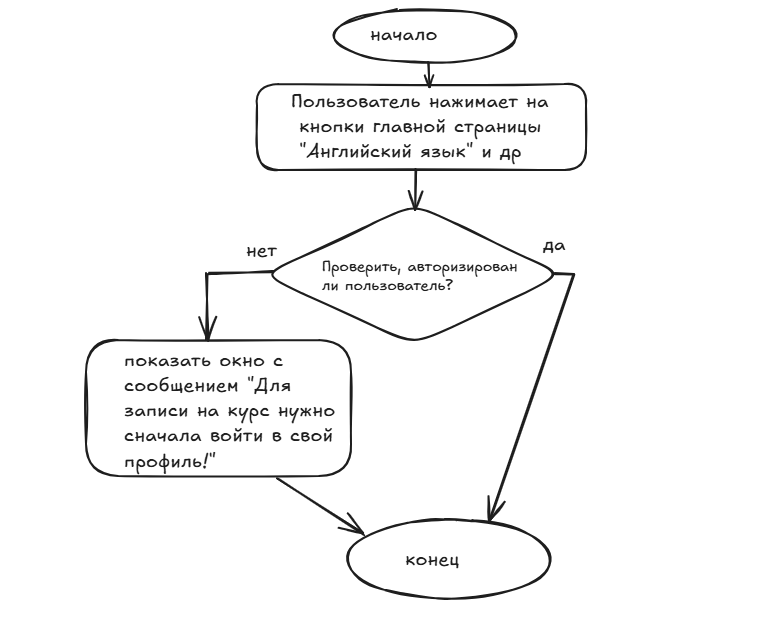 начало
Пользователь нажимает на
кнопки главной страницы
"Английский язык" и др
нет
да
Проверить, авторизирован
ли пользователь?
показать окно с
сообщением "Для
записи на курс нужно
сначала войти в свой
профиль!"
конец